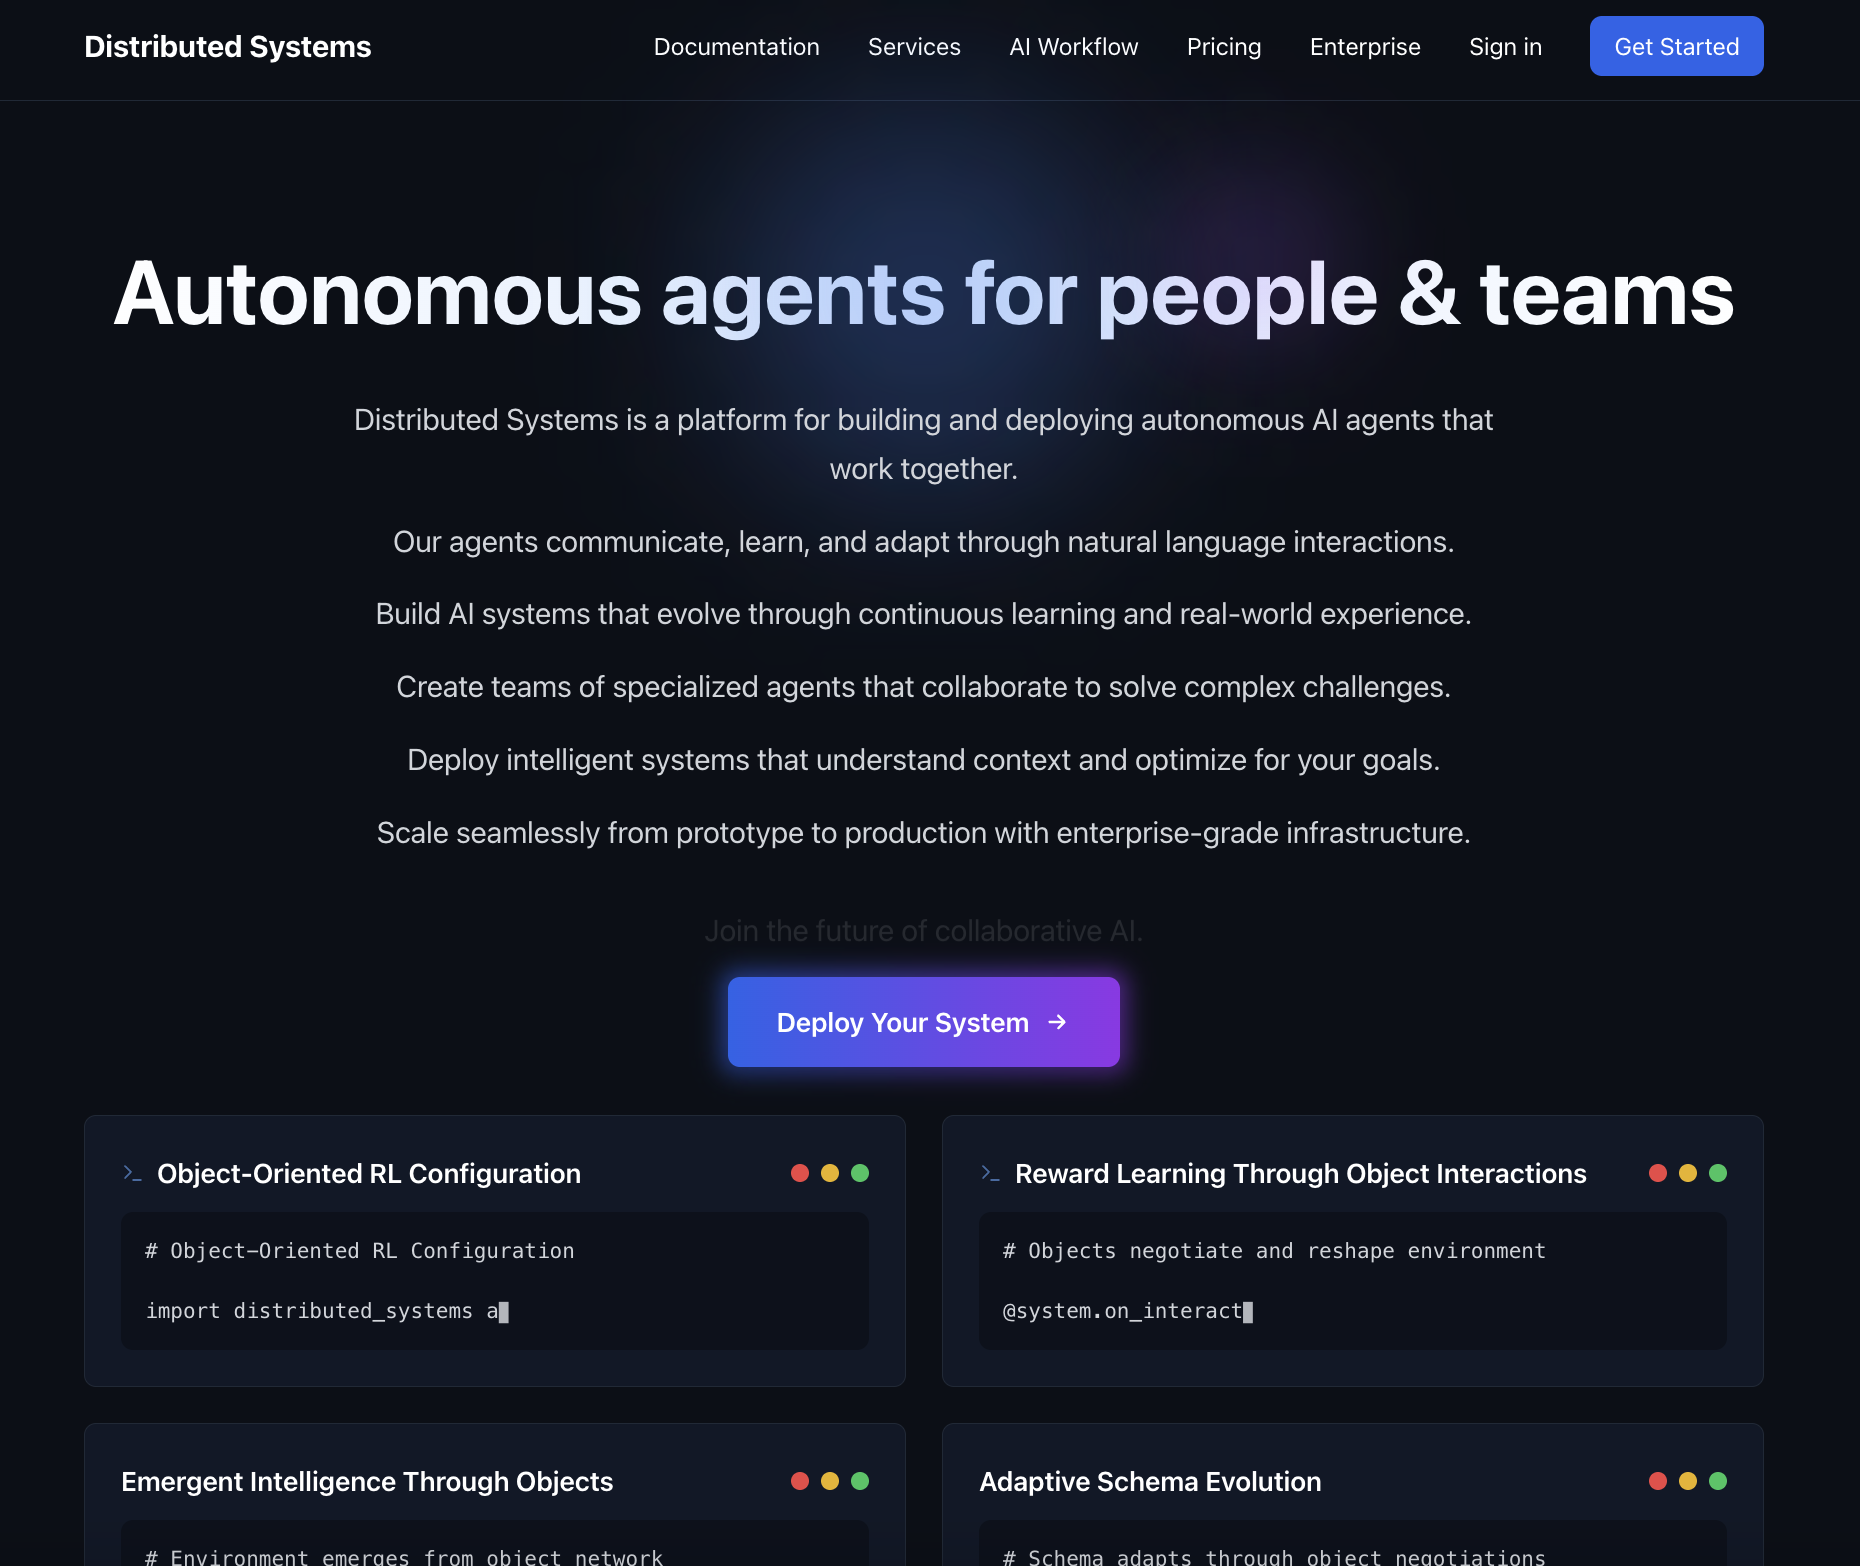 Distributed Systems
Documentation
Services
AI Workflow
Pricing
Enterprise
Sign in
Get Started
Autonomous agents for people & teams
Distributed Systems is a platform for building and deploying autonomous AI agents that
work together.
Our agents communicate, learn, and adapt through natural language interactions.
Build AI systems that evolve through continuous learning and real-world experience.
Create teams of specialized agents that collaborate to solve complex challenges.
Deploy intelligent systems that understand context and optimize for your goals.
Scale seamlessly from prototype to production with enterprise-grade infrastructure.
Join the future of collaborative AI.
Deploy Your System →
>_ Object-Oriented RL Configuration
# Object-Oriented RL Configuration
import distributed_systems a
>_ Reward Learning Through Object Interactions
# Objects negotiate and reshape environment
@system.on_interact
Emergent Intelligence Through Objects
# Environment emerges from object network
Adaptive Schema Evolution
# Schema adapts through object negotiations